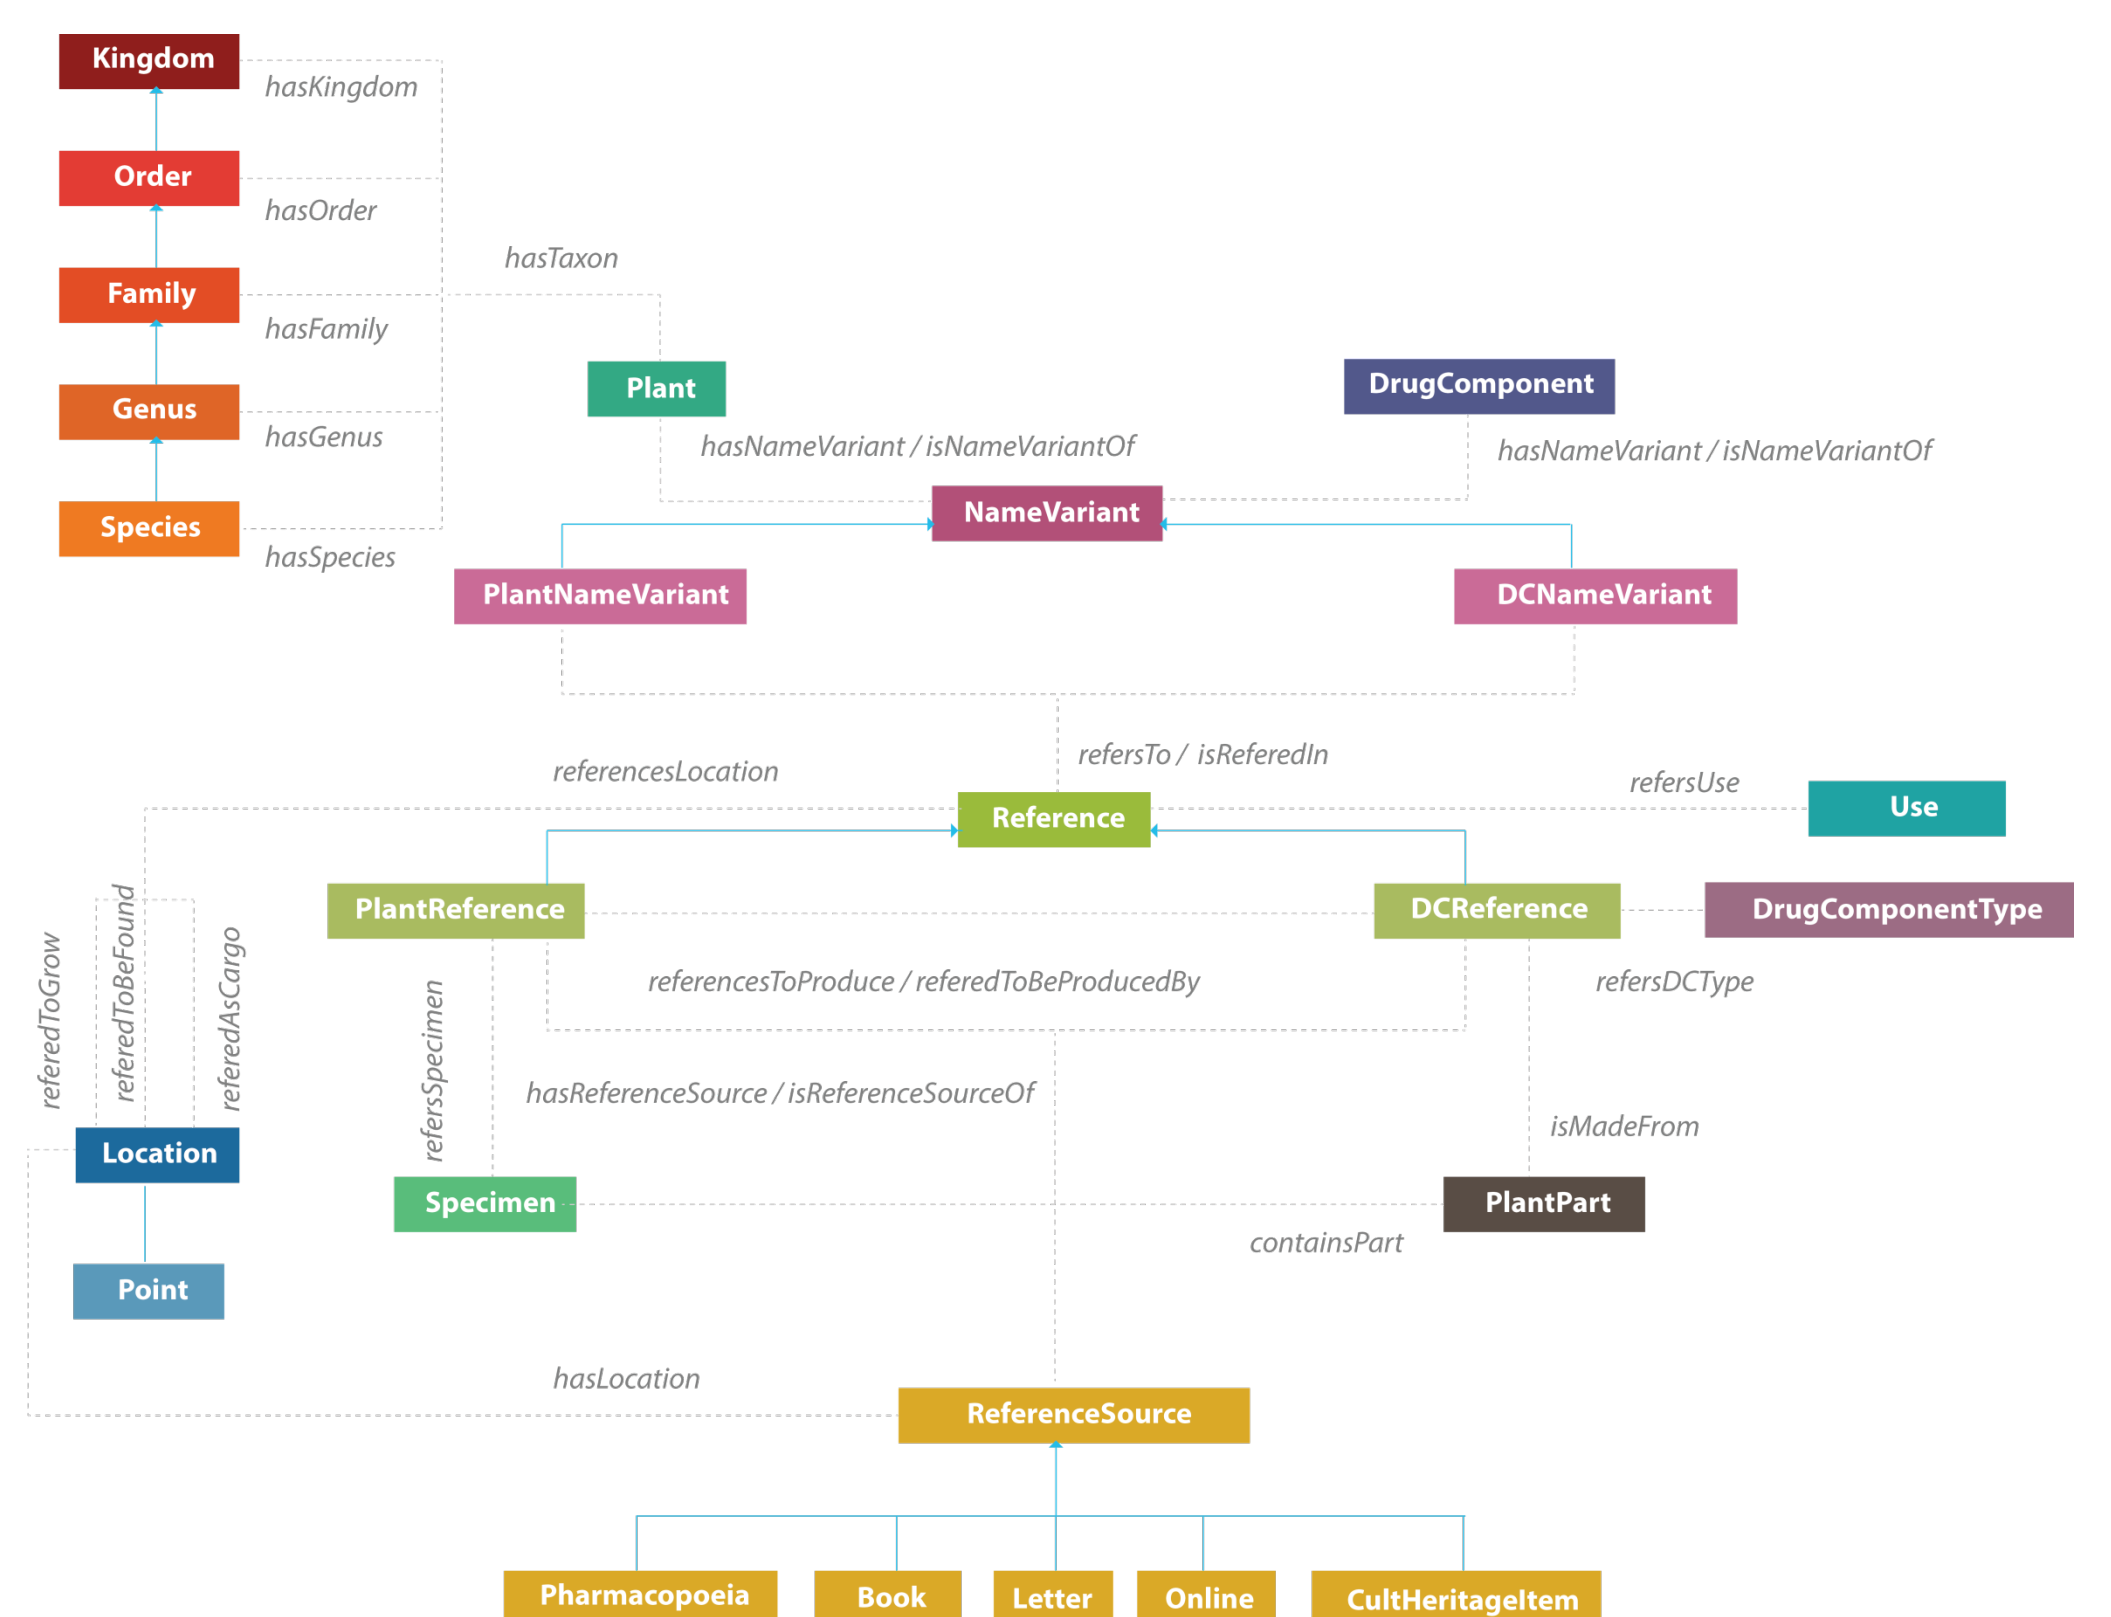 Kingdom
hasKingdom
Order
hasOrder
hasTaxon
Family
hasFamily
Plant
DrugComponent
Genus
hasGenus
hasNameVariant / isNameVariantOf
hasNameVariant / isNameVariantOf
NameVariant
Species
hasSpecies
PlantNameVariant
DCNameVariant
refersTo / isReferedIn
referencesLocation
refersUse
Use
Reference
PlantReference
DCReference
DrugComponentType
referedToGrow
referedToBeFound
referedAsCargo
refersSpecimen
referencesToProduce / referedToBeProducedBy
refersDCType
hasReferenceSource / isReferenceSourceOf
isMadeFrom
Location
Specimen
PlantPart
containsPart
Point
hasLocation
ReferenceSource
Pharmacopoeia
Book
Letter
Online
CultHeritageItem